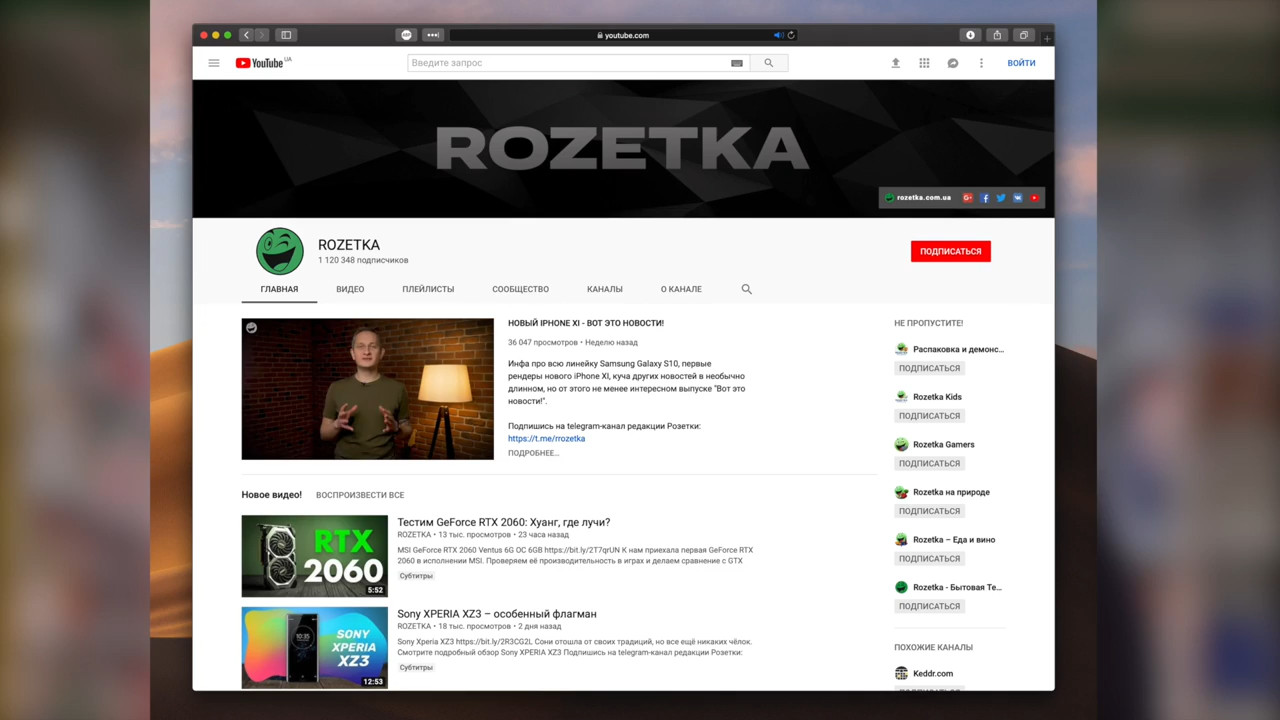 youtube.com
YouTube UA
Введите запрос
ВОЙТИ
ROZETKA
rozetka.com.ua
ROZETKA
1 120 348 подписчиков
ПОДПИСАТЬСЯ
ГЛАВНАЯ
ВИДЕО
ПЛЕЙЛИСТЫ
СООБЩЕСТВО
КАНАЛЫ
О КАНАЛЕ
НОВЫЙ IPHONE XI - ВОТ ЭТО НОВОСТИ!
36 047 просмотров • Неделю назад
Инфа про всю линейку Samsung Galaxy S10, первые
рендеры нового iPhone XI, куча других новостей в необычно
длинном, но от этого не менее интересном выпуске "Вот это
новости!".
Подпишись на telegram-канал редакции Розетки:
https://t.me/rrozetka
ПОДРОБНЕЕ...
Новое видео!
ВОСПРОИЗВЕСТИ ВСЕ
RTX
2060
5:52
Тестим GeForce RTX 2060: Хуанг, где лучи?
ROZETKA • 13 тыс. просмотров • 23 часа назад
MSI GeForce RTX 2060 Ventus 6G OC 6GB https://bit.ly/2T7qrUN К нам приехала первая GeForce RTX
2060 в исполнении MSI. Проверяем её производительность в играх и делаем сравнение с GTX
Субтитры
10:35
SONY
XPERIA
XZ3
12:53
Sony XPERIA XZ3 – особенный флагман
ROZETKA • 18 тыс. просмотров • 2 дня назад
Sony Xperia XZ3 https://bit.ly/2R3CG2L Сони отошла от своих традиций, но все ещё никаких чёлок.
Смотрите подробный обзор Sony XPERIA XZ3 Подпишись на telegram-канал редакции Розетки:
Субтитры
НЕ ПРОПУСТИТЕ!
Распаковка и демонс...
ПОДПИСАТЬСЯ
Rozetka Kids
ПОДПИСАТЬСЯ
Rozetka Gamers
ПОДПИСАТЬСЯ
Rozetka на природе
ПОДПИСАТЬСЯ
Rozetka – Еда и вино
ПОДПИСАТЬСЯ
Rozetka - Бытовая Те...
ПОДПИСАТЬСЯ
ПОХОЖИЕ КАНАЛЫ
Keddr.com